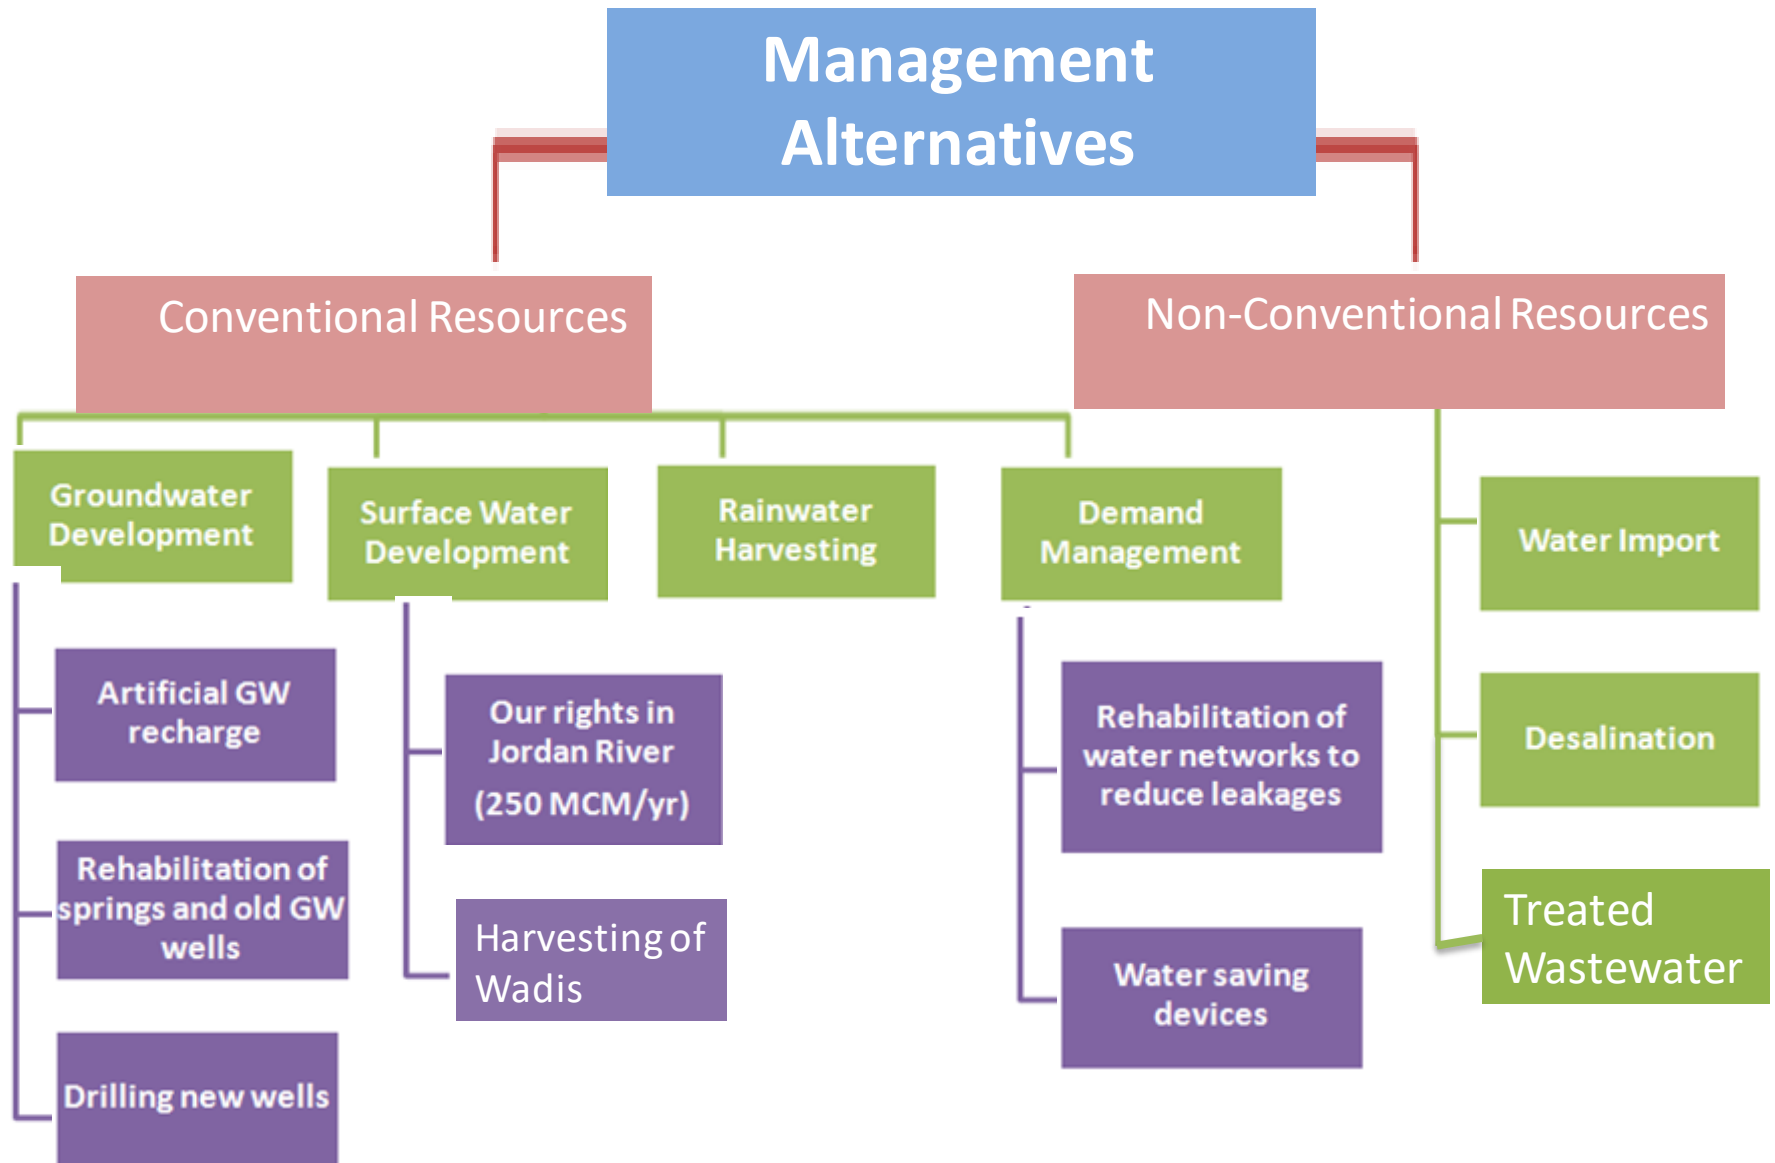 Management
Alternatives
Conventional Resources
Non-Conventional Resources
Groundwater
Development
Surface Water
Development
Rainwater
Harvesting
Demand
Management
Water Import
Artificial GW
recharge
Our rights in
Jordan River
(250 MCM/yr)
Rehabilitation of
water networks to
reduce leakages
Desalination
Rehabilitation of
springs and old GW
wells
Harvesting of
Wadis
Water saving
devices
Treated
Wastewater
Drilling new wells